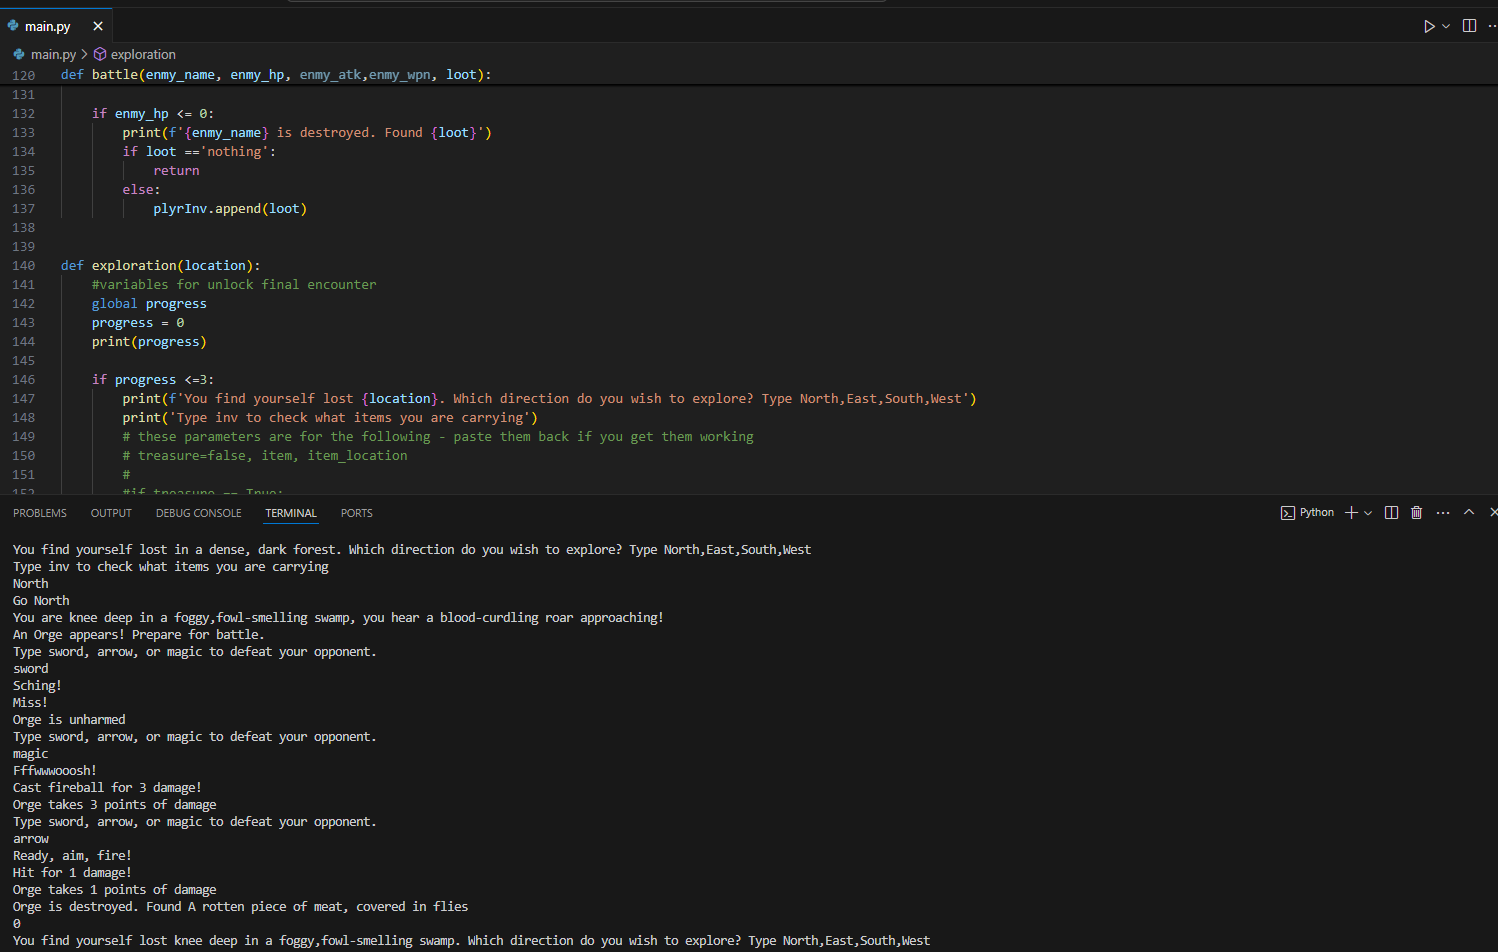 main.py
main.py > exploration
120 def battle(enmy_name, enmy_hp, enmy_atk,enmy_wpn, loot):
131
132 if enmy_hp <= 0:
133 print(f'{enmy_name} is destroyed. Found {loot}')
134 if loot =='nothing':
135 return
136 else:
137 plyrInv.append(loot)
138
139
140 def exploration(location):
141 #variables for unlock final encounter
142 global progress
143 progress = 0
144 print(progress)
145
146 if progress <=3:
147 print(f'You find yourself lost {location}. Which direction do you wish to explore? Type North,East,South,West')
148 print('Type inv to check what items you are carrying')
149 # these parameters are for the following - paste them back if you get them working
150 # treasure=false, item, item_location
151 #
152 #if treasure == True:
PROBLEMS OUTPUT DEBUG CONSOLE TERMINAL PORTS Python
You find yourself lost in a dense, dark forest. Which direction do you wish to explore? Type North,East,South,West
Type inv to check what items you are carrying
North
Go North
You are knee deep in a foggy,fowl-smelling swamp, you hear a blood-curdling roar approaching!
An Orge appears! Prepare for battle.
Type sword, arrow, or magic to defeat your opponent.
sword
Sching!
Miss!
Orge is unharmed
Type sword, arrow, or magic to defeat your opponent.
magic
Fffwwwooosh!
Cast fireball for 3 damage!
Orge takes 3 points of damage
Type sword, arrow, or magic to defeat your opponent.
arrow
Ready, aim, fire!
Hit for 1 damage!
Orge takes 1 points of damage
Orge is destroyed. Found A rotten piece of meat, covered in flies
0
You find yourself lost knee deep in a foggy,fowl-smelling swamp. Which direction do you wish to explore? Type North,East,South,West